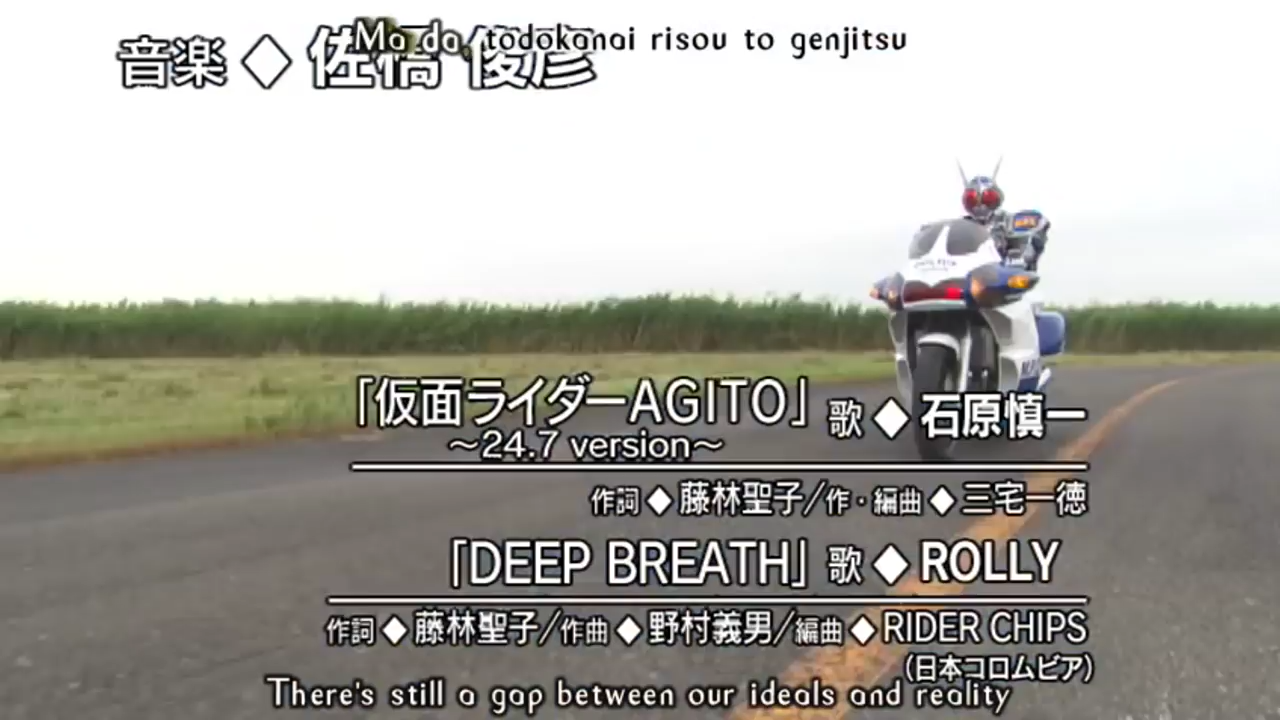 Ma da, todokanai risou to genjitsu
音楽◆佐橋 俊彦
「仮面ライダーAGITO」 歌◆石原慎一
~24.7 version~
作詞◆藤林聖子/作・編曲◆三宅一徳
「DEEP BREATH」 歌◆ROLLY
作詞◆藤林聖子/作曲◆野村義男/編曲◆RIDER CHIPS
(日本コロムビア)
There's still a gap between our ideals and reality